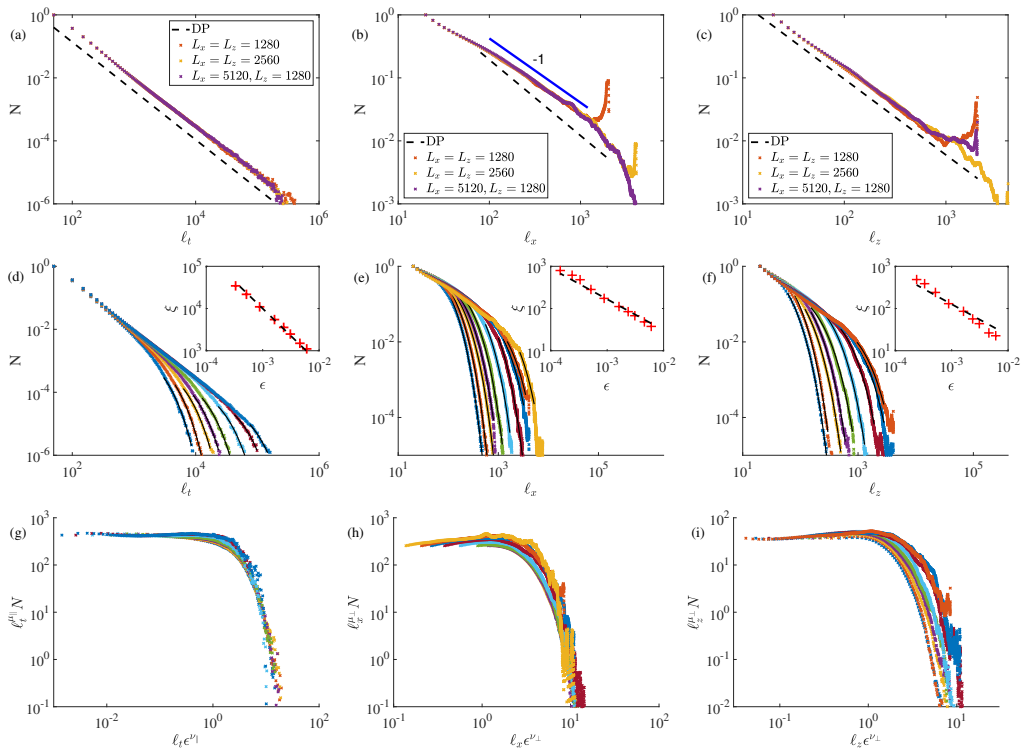 (a)
N
10^0
10^-2
10^-4
10^-6
10^2
10^4
10^6
ℓ_t
DP
L_x = L_z = 1280
L_x = L_z = 2560
L_x = 5120, L_z = 1280
(b)
N
10^0
10^-1
10^-2
10^-3
10^1
10^3
ℓ_x
-1
DP
L_x = L_z = 1280
L_x = L_z = 2560
L_x = 5120, L_z = 1280
(c)
N
10^0
10^-1
10^-2
10^-3
10^1
10^2
10^3
ℓ_z
DP
L_x = L_z = 1280
L_x = L_z = 2560
L_x = 5120, L_z = 1280
(d)
N
10^0
10^-2
10^-4
10^-6
10^2
10^4
10^6
ℓ_t
ξ
10^5
10^4
10^3
10^-4
10^-2
ϵ
(e)
N
10^0
10^-2
10^-4
10^1
10^3
10^5
ℓ_x
ξ
10^3
10^2
10^1
10^-4
10^-2
ϵ
(f)
N
10^0
10^-2
10^-4
10^1
10^3
10^5
ℓ_z
ξ
10^3
10^2
10^1
10^-4
10^-2
ϵ
(g)
ℓ_t^{μ_∥} N
10^3
10^2
10^1
10^0
10^-1
10^-2
10^0
10^2
ℓ_t ϵ^{ν_∥}
(h)
ℓ_x^{μ_⊥} N
10^3
10^2
10^1
10^0
10^-1
10^-1
10^0
10^1
10^2
ℓ_x ϵ^{ν_⊥}
(i)
ℓ_z^{μ_⊥} N
10^2
10^1
10^0
10^-1
10^-2
10^-1
10^0
10^1
ℓ_z ϵ^{ν_⊥}